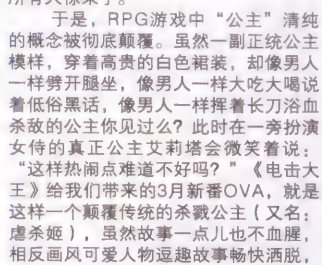 所有人惊呆了。
于是，RPG游戏中“公主”清纯
的概念被彻底颠覆。虽然一副正统公主
模样，穿着高贵的白色裙装，却像男人
一样劈开腿坐，像男人一样大吃大喝说
着低俗黑话，像男人一样挥着长刀浴血
杀敌的公主你见过么？此时在一旁扮演
女侍的真正公主艾莉塔会微笑着说：
“这样热闹点难道不好吗？”《电击大
王》给我们带来的3月新番OVA，就是
这样一个颠覆传统的杀戮公主（又名：
虐杀姬），虽然故事一点儿也不血腥，
相反画风可爱人物逗趣故事畅快洒脱，